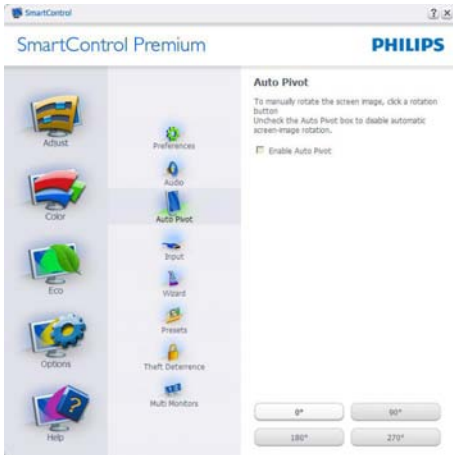 SmartControl
SmartControl Premium
PHILIPS
Adjust
Color
Eco
Options
Help
Preferences
Audio
Auto Pivot
Input
Wizard
Presets
Theft Deterrence
Multi Monitors
Auto Pivot
To manually rotate the screen image, click a rotation
button
Uncheck the Auto Pivot box to disable automatic
screen-image rotation.
Enable Auto Pivot
0°
90°
180°
270°